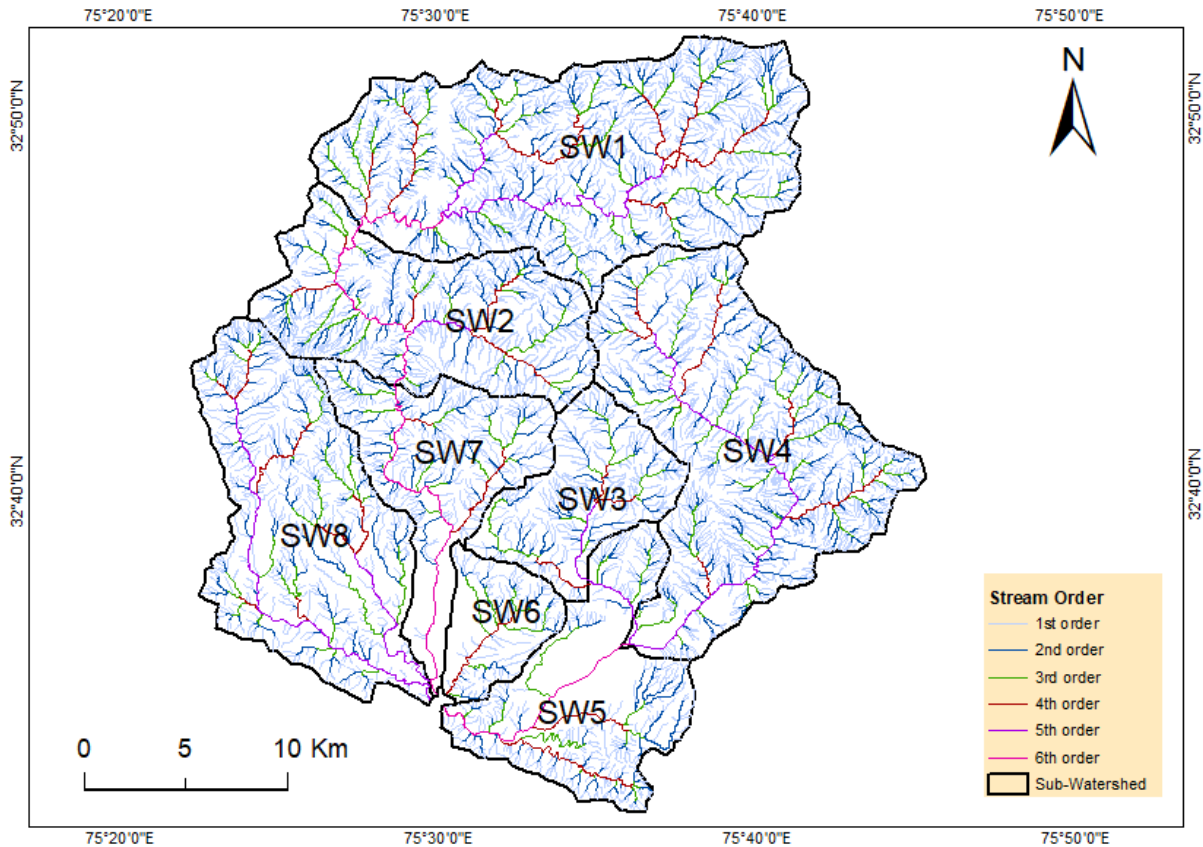 75°20'0"E 75°30'0"E 75°40'0"E 75°50'0"E
N
32°50'0"N
32°50'0"N
SW1
SW2
SW4
SW7
32°40'0"N
32°40'0"N
SW3
SW8
SW6
SW5
Stream Order
1st order
2nd order
3rd order
4th order
5th order
6th order
Sub-Watershed
0 5 10 Km
75°20'0"E 75°30'0"E 75°40'0"E 75°50'0"E